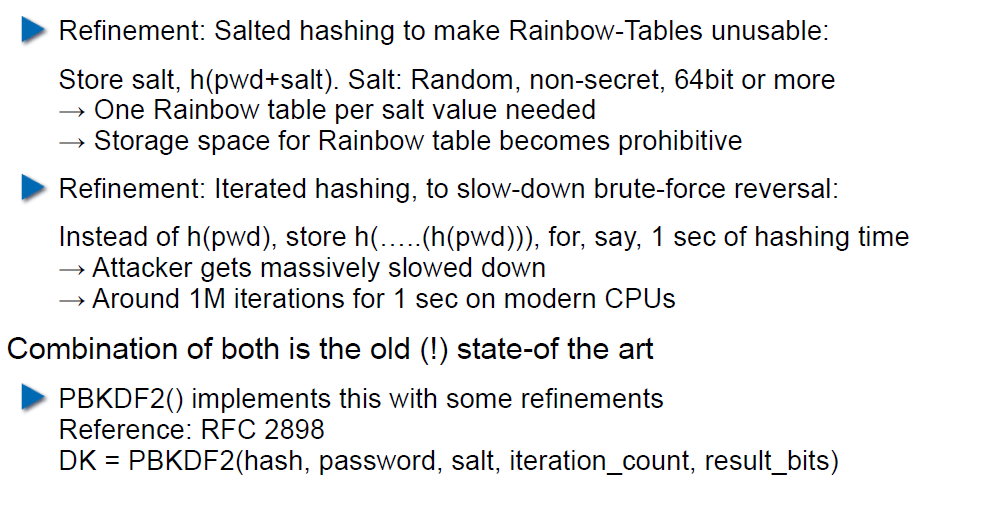 Refinement: Salted hashing to make Rainbow-Tables unusable:
Store salt, h(pwd+salt). Salt: Random, non-secret, 64bit or more
→ One Rainbow table per salt value needed
→ Storage space for Rainbow table becomes prohibitive
Refinement: Iterated hashing, to slow-down brute-force reversal:
Instead of h(pwd), store h(…..(h(pwd))), for, say, 1 sec of hashing time
→ Attacker gets massively slowed down
→ Around 1M iterations for 1 sec on modern CPUs
Combination of both is the old (!) state-of the art
PBKDF2() implements this with some refinements
Reference: RFC 2898
DK = PBKDF2(hash, password, salt, iteration_count, result_bits)